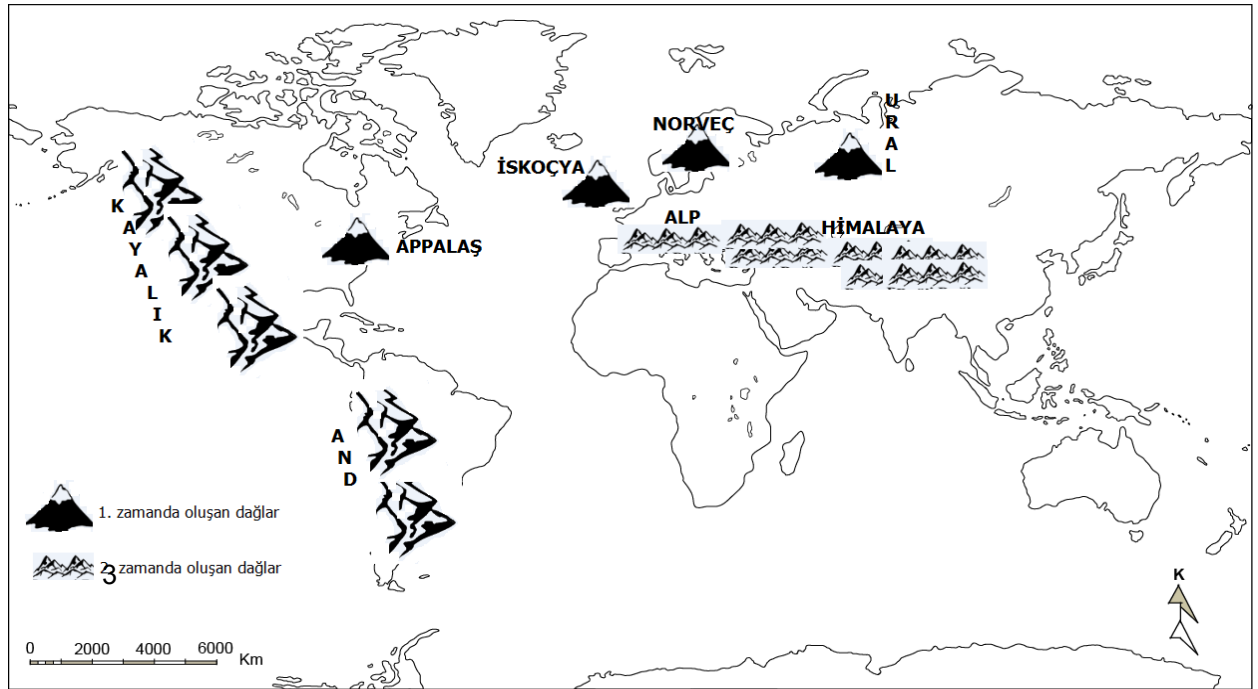 URAL
NORVEÇ
İSKOÇYA
ALP
HİMALAYA
KAYALIK
APPALAŞ
AND
1. zamanda oluşan dağlar
3 zamanda oluşan dağlar
K
0 2000 4000 6000 Km